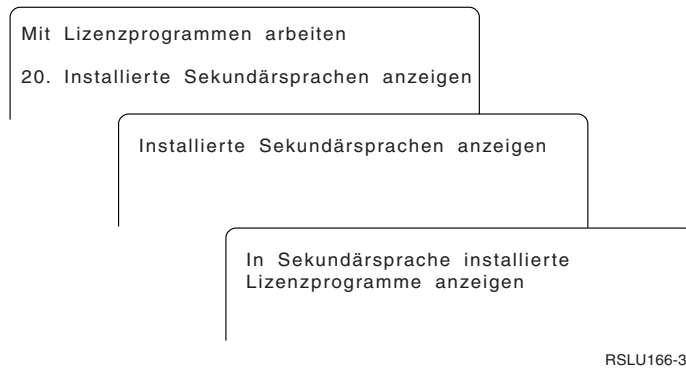 Mit Lizenzprogrammen arbeiten
20. Installierte Sekundärsprachen anzeigen
Installierte Sekundärsprachen anzeigen
In Sekundärsprache installierte
Lizenzprogramme anzeigen
RSLU166-3